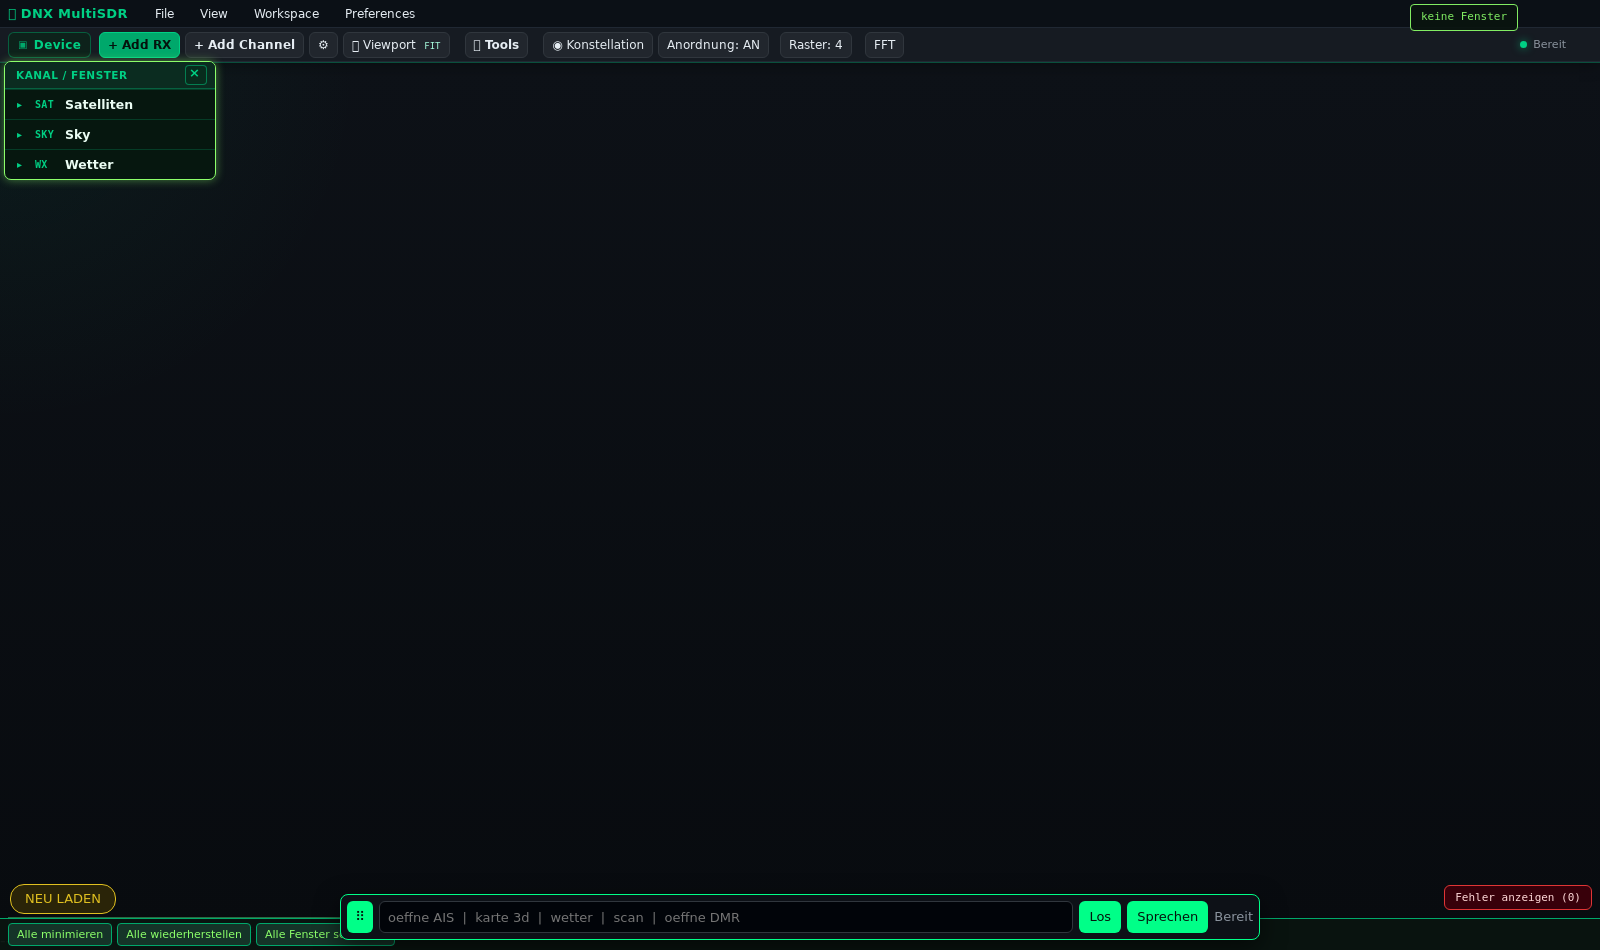 DNX MultiSDR File View Workspace Preferences
keine Fenster
Device + Add RX + Add Channel ⚙ Viewport FIT Tools ◉ Konstellation Anordnung: AN Raster: 4 FFT Bereit
KANAL / FENSTER ✕
▸ SAT Satelliten
▸ SKY Sky
▸ WX Wetter
NEU LADEN
Fehler anzeigen (0)
oeffne AIS | karte 3d | wetter | scan | oeffne DMR Los Sprechen Bereit
Alle minimieren Alle wiederherstellen Alle Fenster